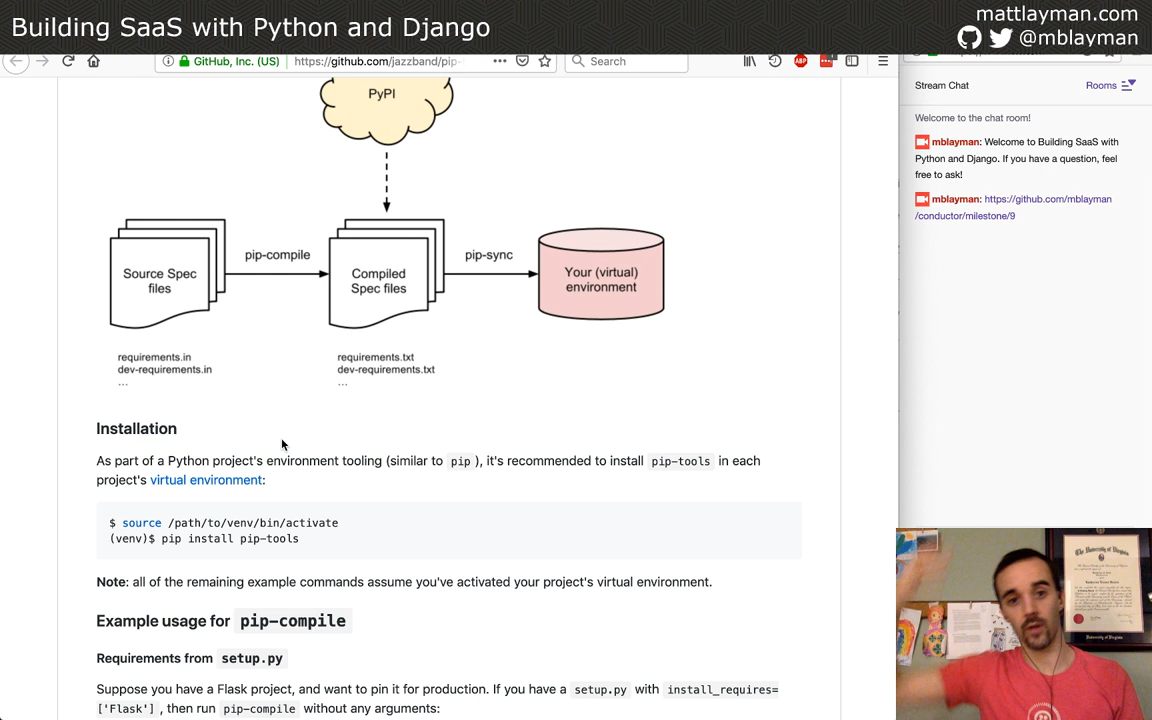 Building SaaS with Python and Django
mattlayman.com
@mblayman
GitHub, Inc. (US)
https://github.com/jazzband/pip-
Search
ABP
PyPI
pip-compile
pip-sync
Source Spec
files
Compiled
Spec files
Your (virtual)
environment
requirements.in
dev-requirements.in
...
requirements.txt
dev-requirements.txt
...
Installation
As part of a Python project's environment tooling (similar to pip ), it's recommended to install pip-tools in each
project's virtual environment:
$ source /path/to/venv/bin/activate
(venv)$ pip install pip-tools
Note: all of the remaining example commands assume you've activated your project's virtual environment.
Example usage for pip-compile
Requirements from setup.py
Suppose you have a Flask project, and want to pin it for production. If you have a setup.py with install_requires=
['Flask'] , then run pip-compile without any arguments:
Stream Chat
Rooms
Welcome to the chat room!
mblayman: Welcome to Building SaaS with
Python and Django. If you have a question, feel
free to ask!
mblayman: https://github.com/mblayman
/conductor/milestone/9
The University of Virginia